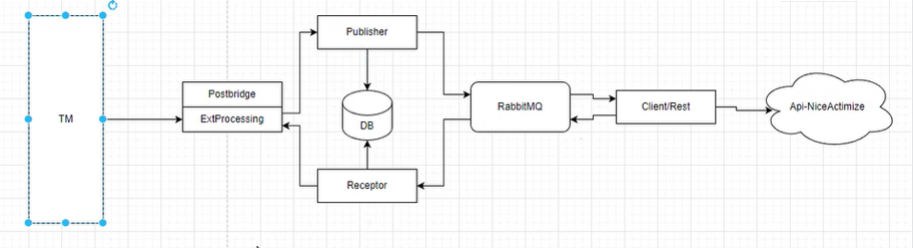 TM
Postbridge
ExtProcessing
Publisher
DB
Receptor
RabbitMQ
Client/Rest
Api-NiceActimize